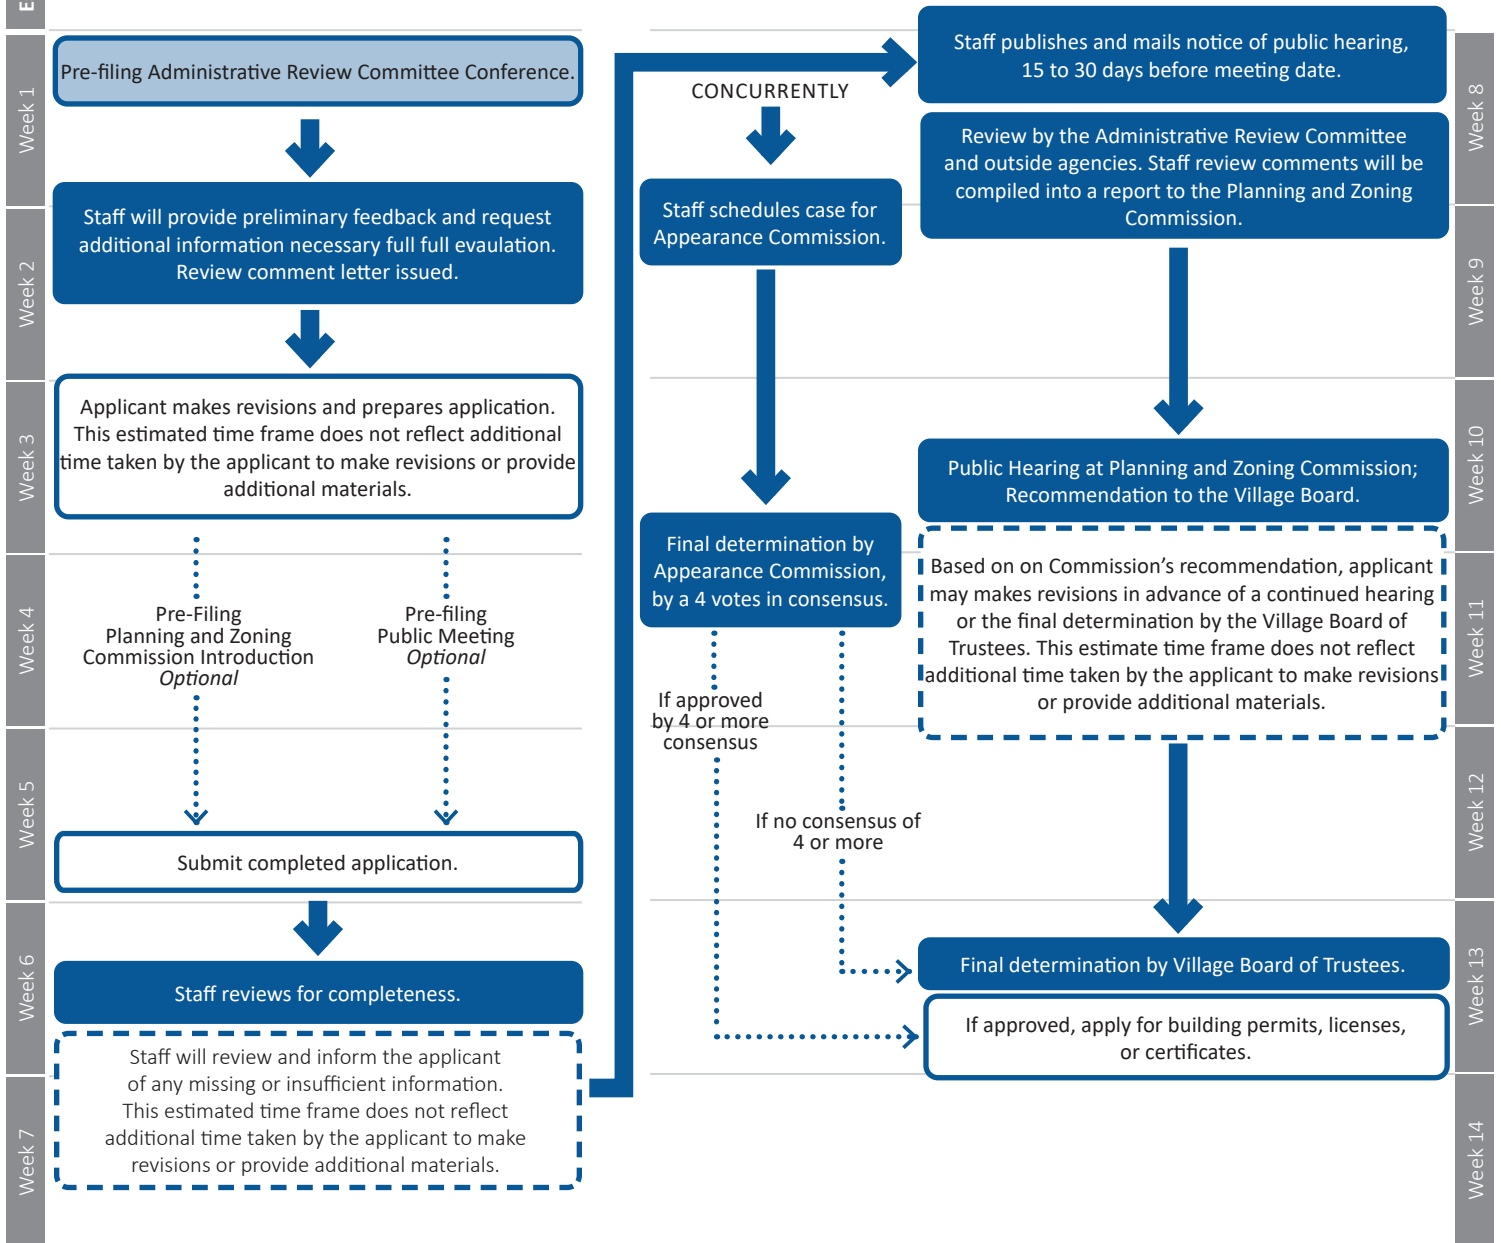 E
Week 1
Week 2
Week 3
Week 4
Week 5
Week 6
Week 7
Pre-filing Administrative Review Committee Conference.
Staff will provide preliminary feedback and request
additional information necessary full full evaulation.
Review comment letter issued.
Applicant makes revisions and prepares application.
This estimated time frame does not reflect additional
time taken by the applicant to make revisions or provide
additional materials.
Pre-Filing
Planning and Zoning
Commission Introduction
Optional
Pre-filing
Public Meeting
Optional
Submit completed application.
Staff reviews for completeness.
Staff will review and inform the applicant
of any missing or insufficient information.
This estimated time frame does not reflect
additional time taken by the applicant to make
revisions or provide additional materials.
CONCURRENTLY
Staff schedules case for
Appearance Commission.
Final determination by
Appearance Commission,
by a 4 votes in consensus.
If approved
by 4 or more
consensus
If no consensus of
4 or more
Staff publishes and mails notice of public hearing,
15 to 30 days before meeting date.
Review by the Administrative Review Committee
and outside agencies. Staff review comments will be
compiled into a report to the Planning and Zoning
Commission.
Public Hearing at Planning and Zoning Commission;
Recommendation to the Village Board.
Based on on Commission’s recommendation, applicant
may makes revisions in advance of a continued hearing
or the final determination by the Village Board of
Trustees. This estimate time frame does not reflect
additional time taken by the applicant to make revisions
or provide additional materials.
Final determination by Village Board of Trustees.
If approved, apply for building permits, licenses,
or certificates.
Week 8
Week 9
Week 10
Week 11
Week 12
Week 13
Week 14